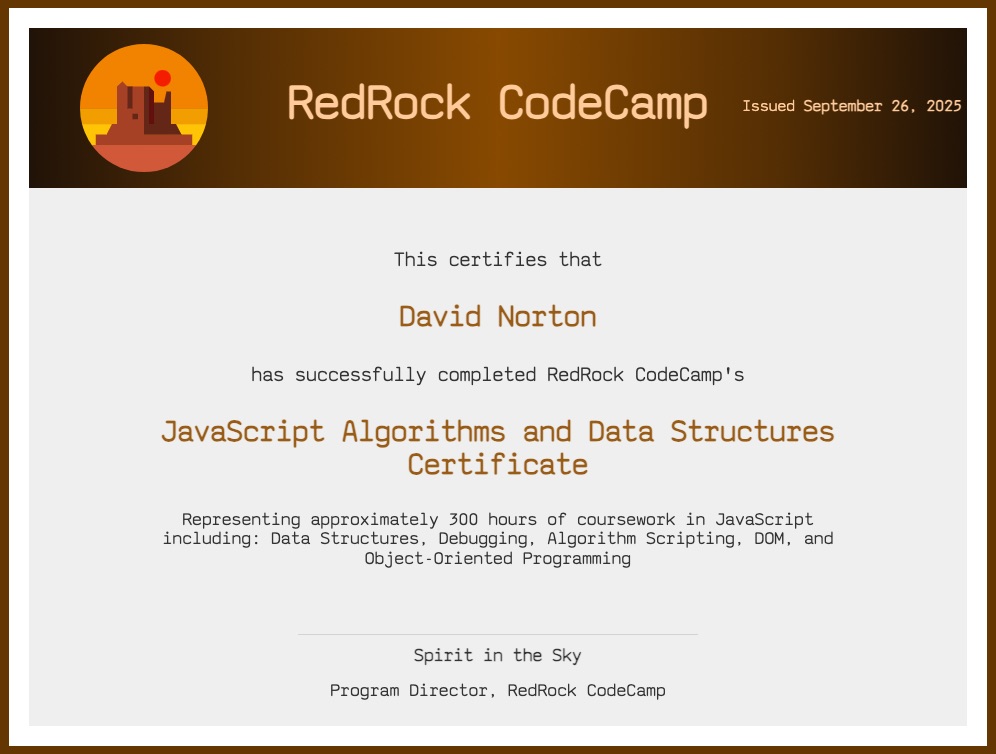 RedRock CodeCamp
Issued September 26, 2025
This certifies that
David Norton
has successfully completed RedRock CodeCamp's
JavaScript Algorithms and Data Structures
Certificate
Representing approximately 300 hours of coursework in JavaScript
including: Data Structures, Debugging, Algorithm Scripting, DOM, and
Object-Oriented Programming
Spirit in the Sky
Program Director, RedRock CodeCamp